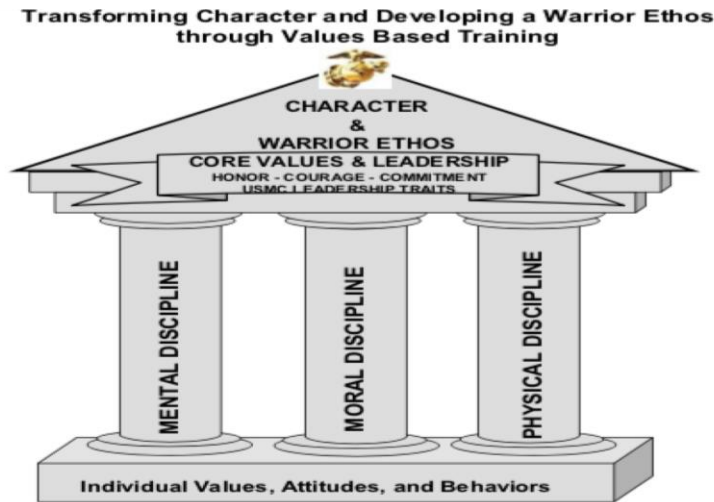 Transforming Character and Developing a Warrior Ethos
through Values Based Training
CHARACTER
&
WARRIOR ETHOS
CORE VALUES & LEADERSHIP
HONOR - COURAGE - COMMITMENT
USMC LEADERSHIP TRAITS
MENTAL DISCIPLINE
MORAL DISCIPLINE
PHYSICAL DISCIPLINE
Individual Values, Attitudes, and Behaviors